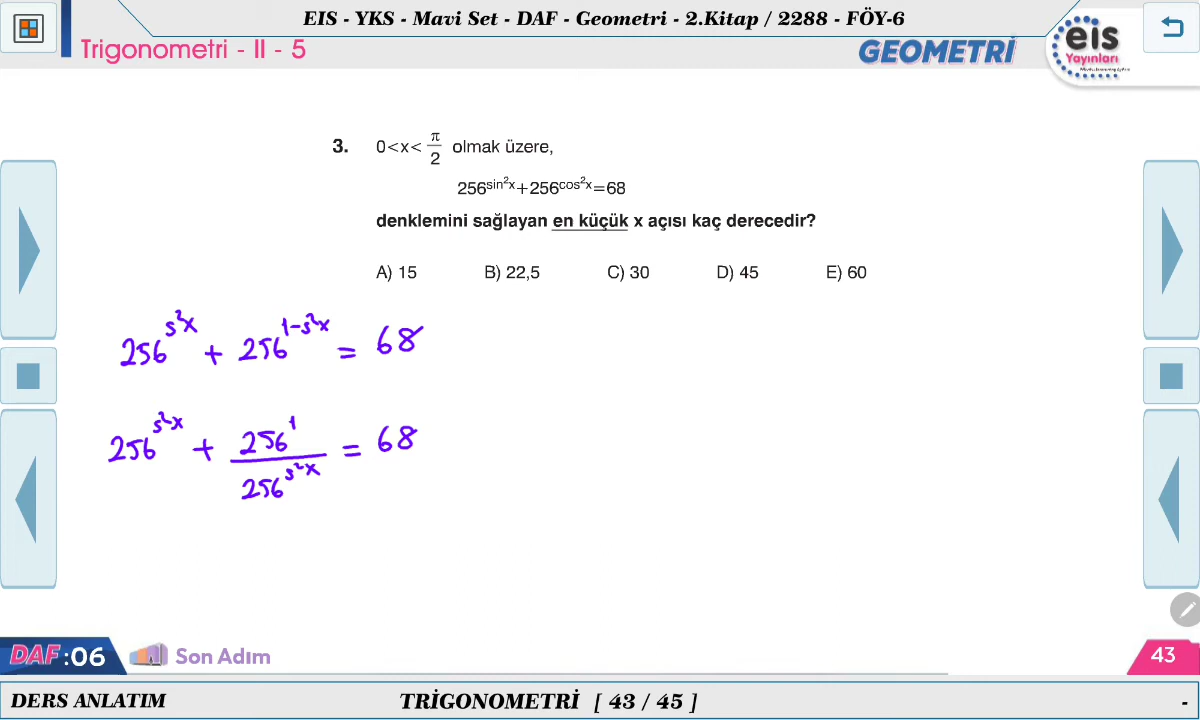 EIS - YKS - Mavi Set - DAF - Geometri - 2.Kitap / 2288 - FÖY-6
Trigonometri - II - 5
GEOMETRİ
eis
Yayınları
3. 0<x< π/2 olmak üzere,
256^sin²x+256^cos²x=68
denklemini sağlayan en küçük x açısı kaç derecedir?
A) 15 B) 22,5 C) 30 D) 45 E) 60
256^s²x + 256^1-s²x = 68
256^s²x + 256^1/256^s²x = 68
DAF:06 Son Adım
43
DERS ANLATIM TRİGONOMETRİ [ 43 / 45 ] -